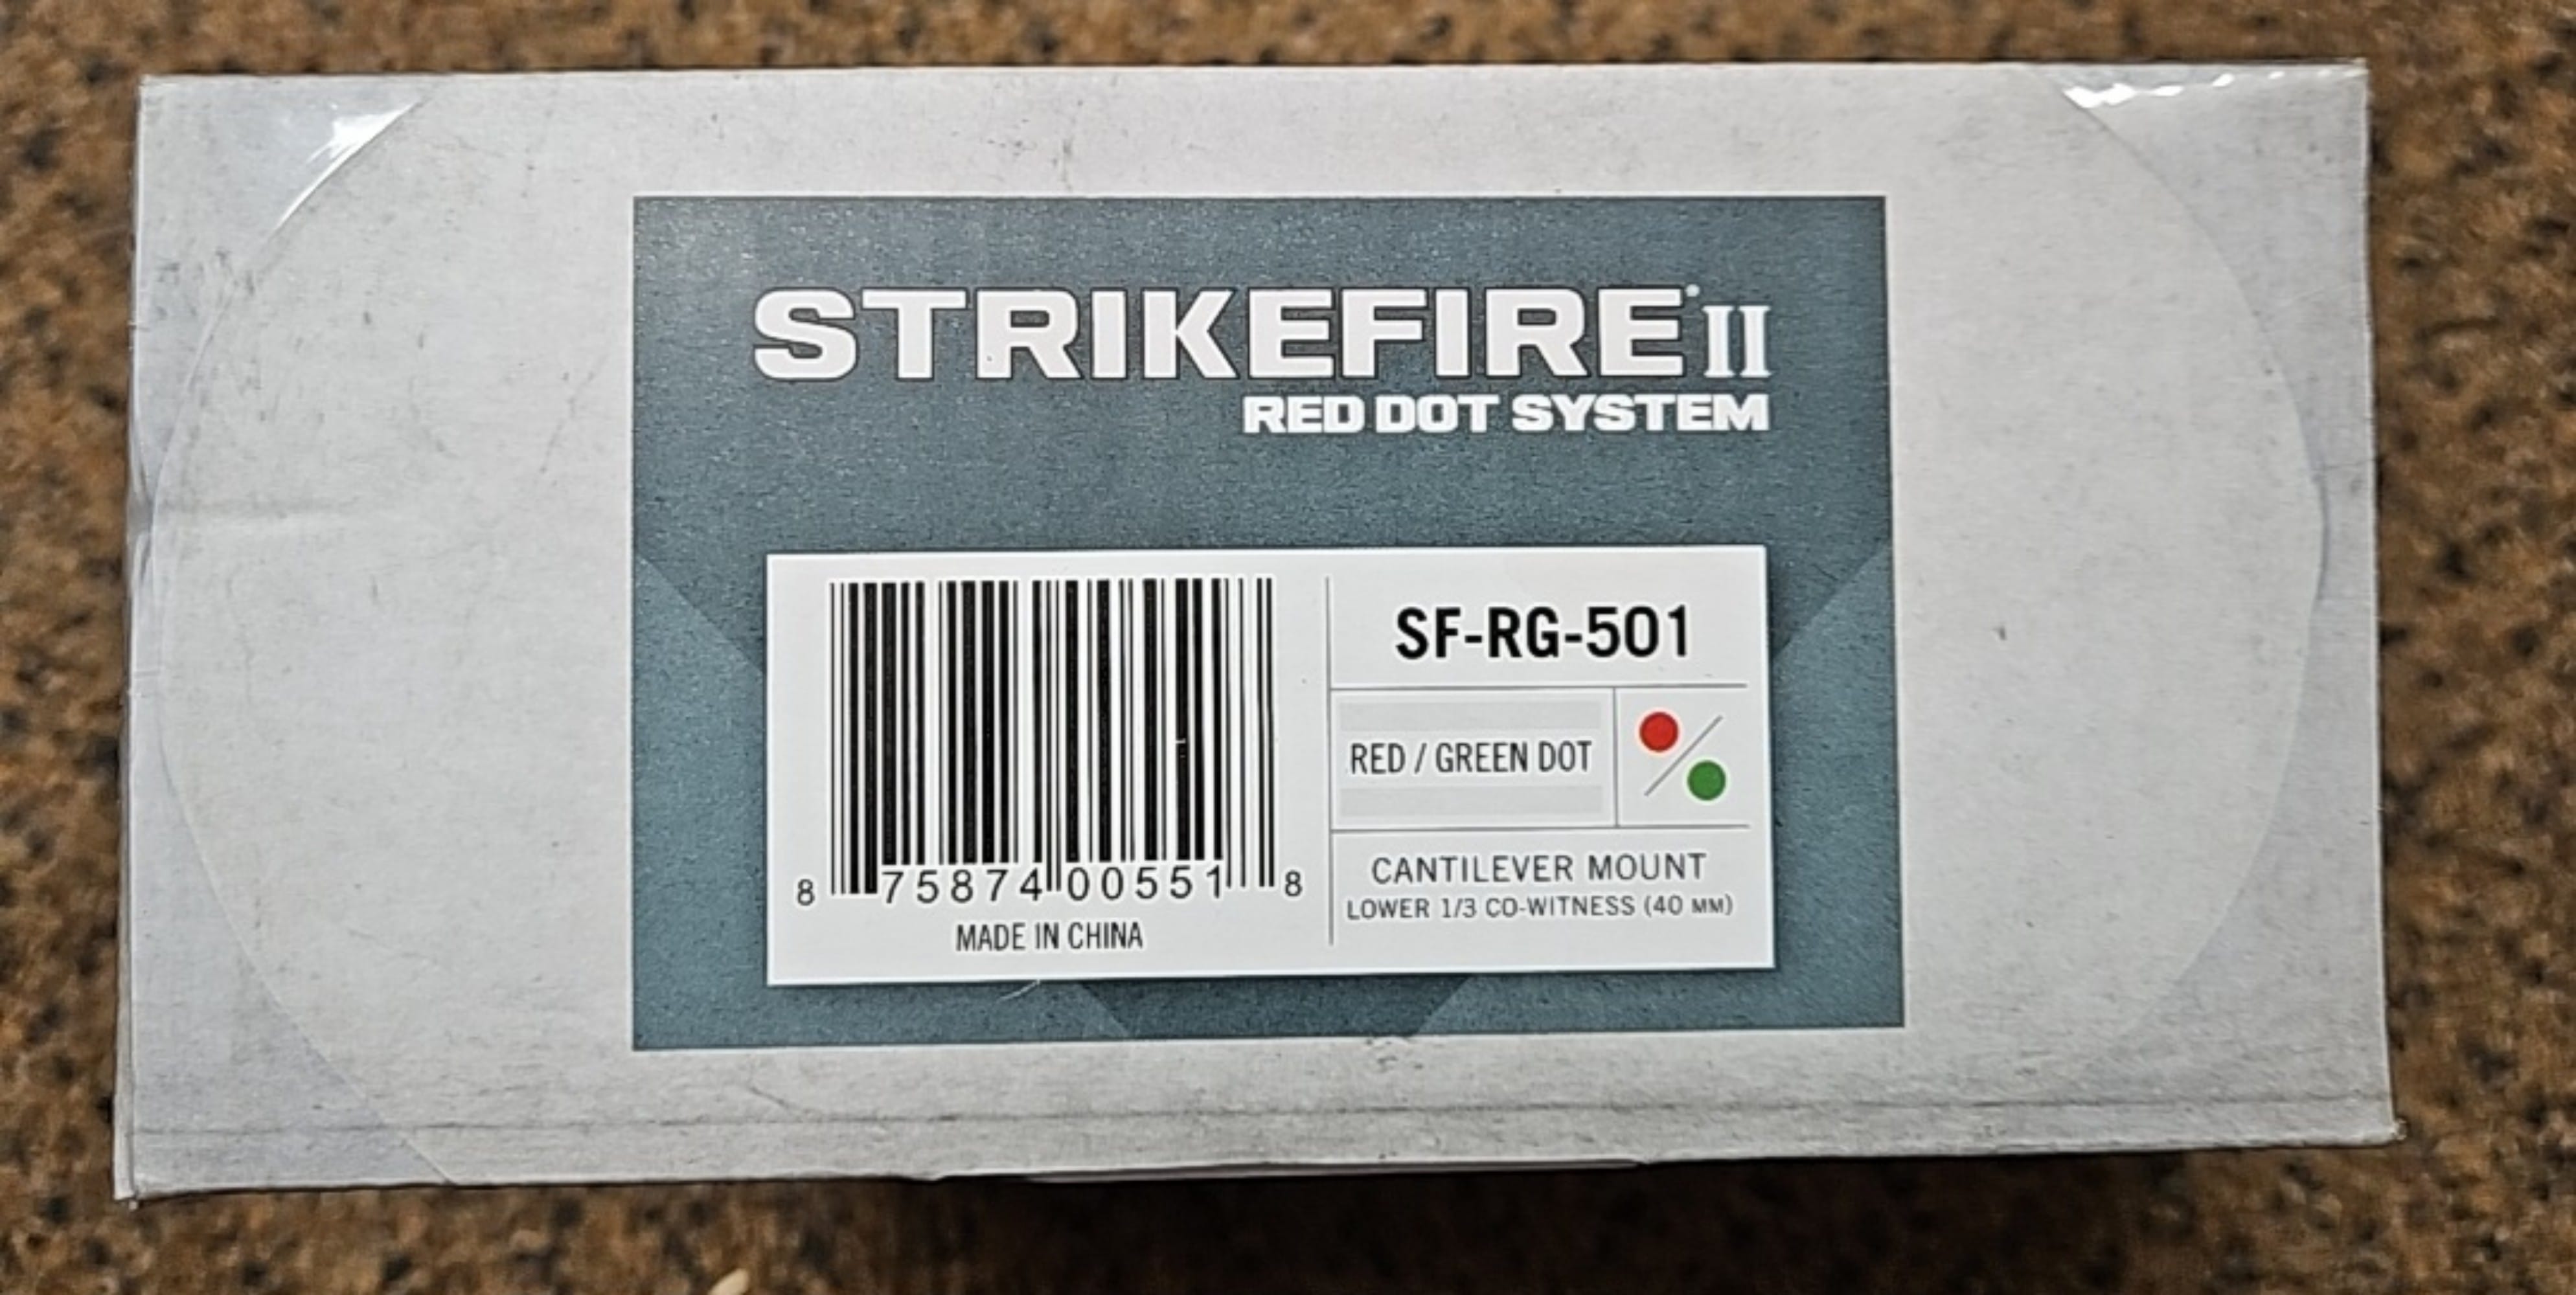 STRIKEFIRE® II
RED DOT SYSTEM
SF-RG-501
RED / GREEN DOT
CANTILEVER MOUNT
LOWER 1/3 CO-WITNESS (40 MM)
8 75874 00551 8
MADE IN CHINA